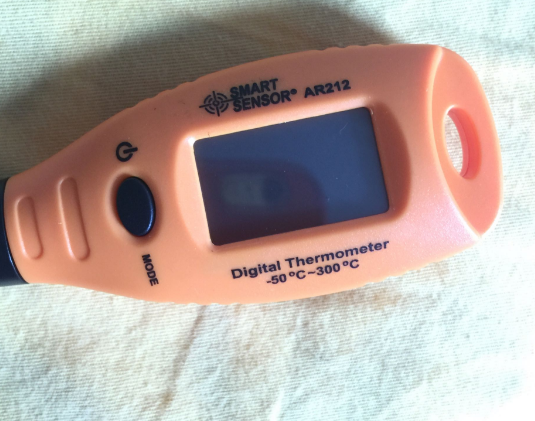 SMART
SENSOR® AR212
MODE
Digital Thermometer
-50°C~300°C